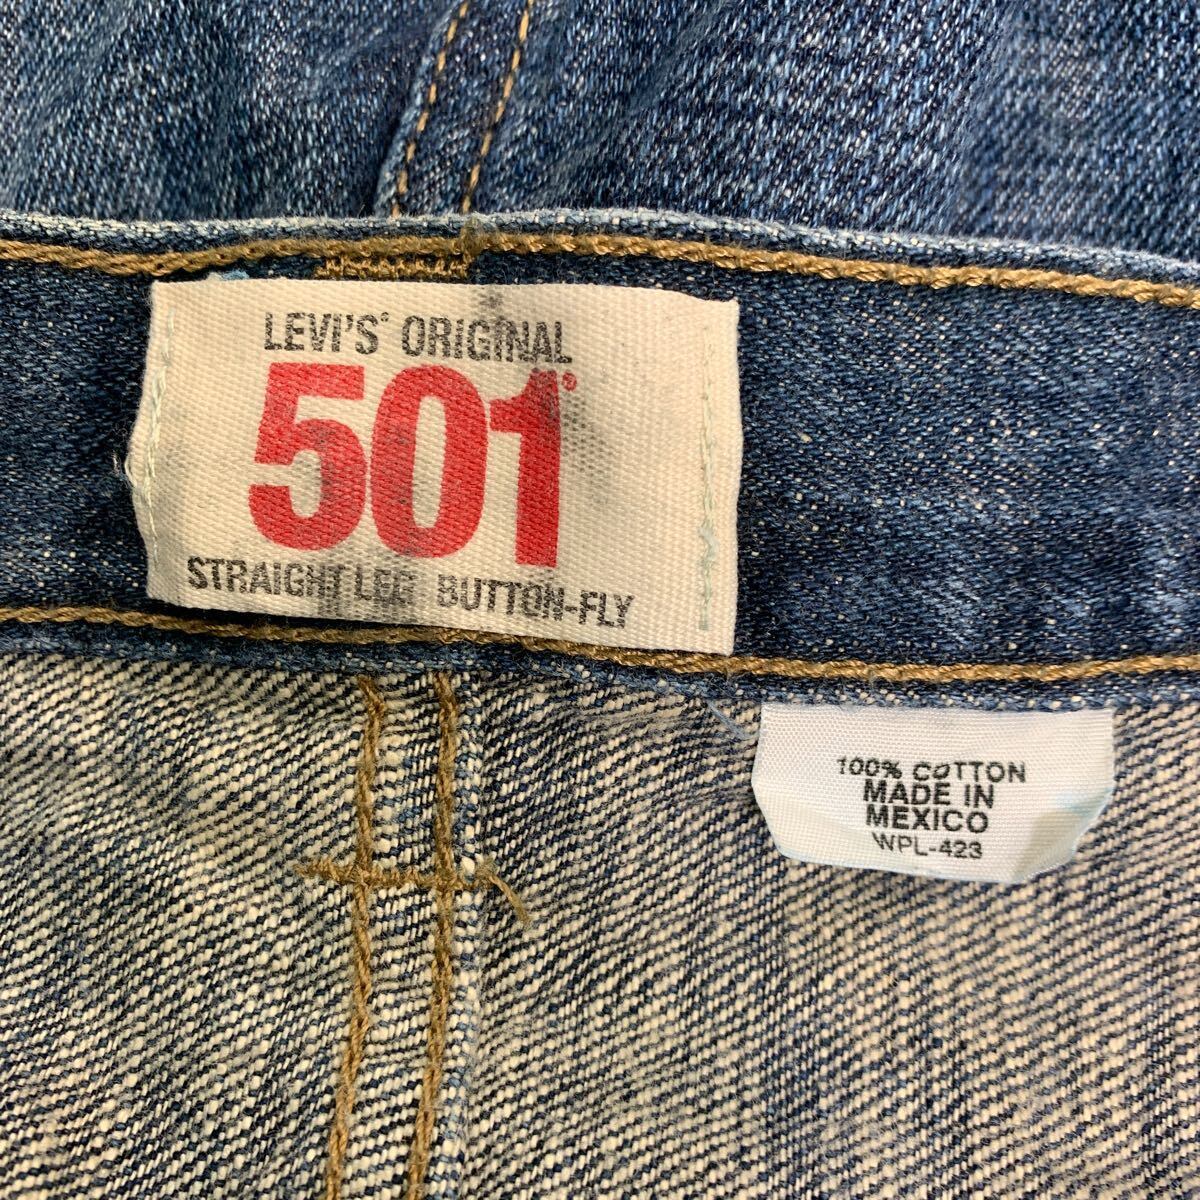 LEVI'S® ORIGINAL
501®
STRAIGHT LEG BUTTON-FLY
100% COTTON
MADE IN
MEXICO
WPL-423